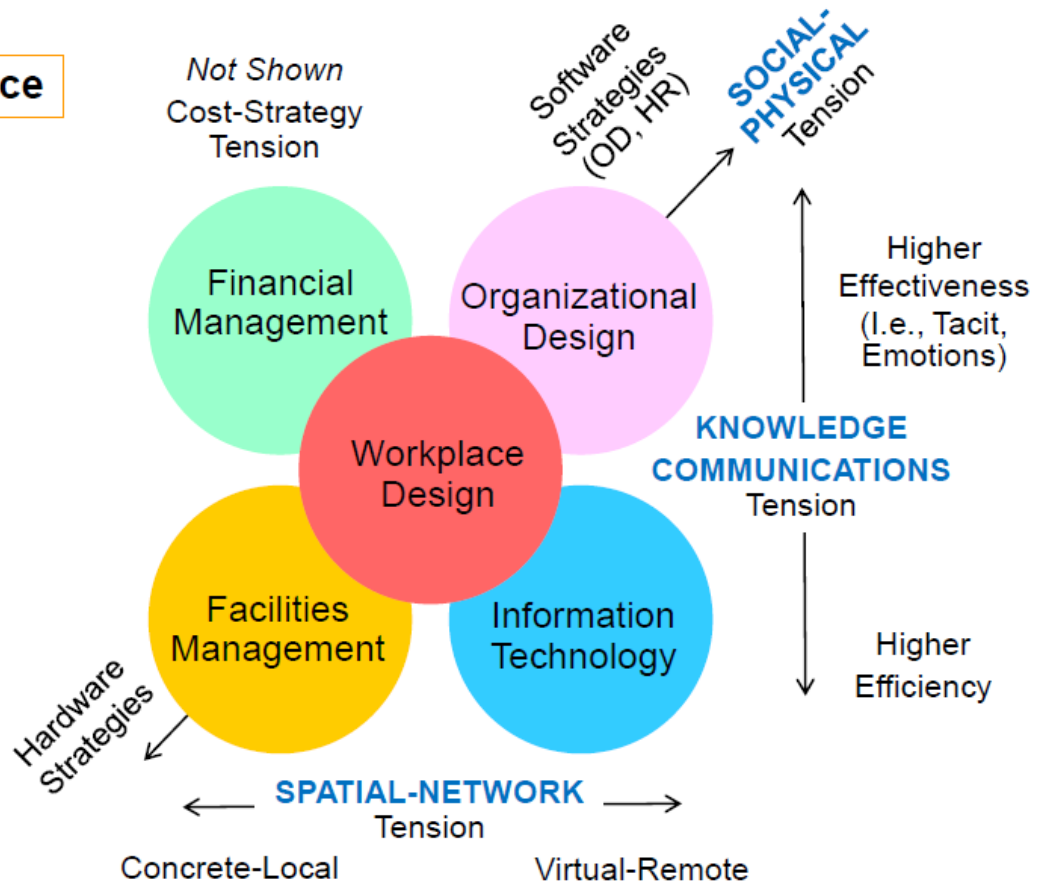 ce
Not Shown
Cost-Strategy
Tension
Software
Strategies
(OD, HR)
SOCIAL-
PHYSICAL
Tension
Financial
Management
Organizational
Design
Higher
Effectiveness
(I.e., Tacit,
Emotions)
Workplace
Design
KNOWLEDGE
COMMUNICATIONS
Tension
Facilities
Management
Information
Technology
Higher
Efficiency
Hardware
Strategies
SPATIAL-NETWORK
Tension
Concrete-Local
Virtual-Remote